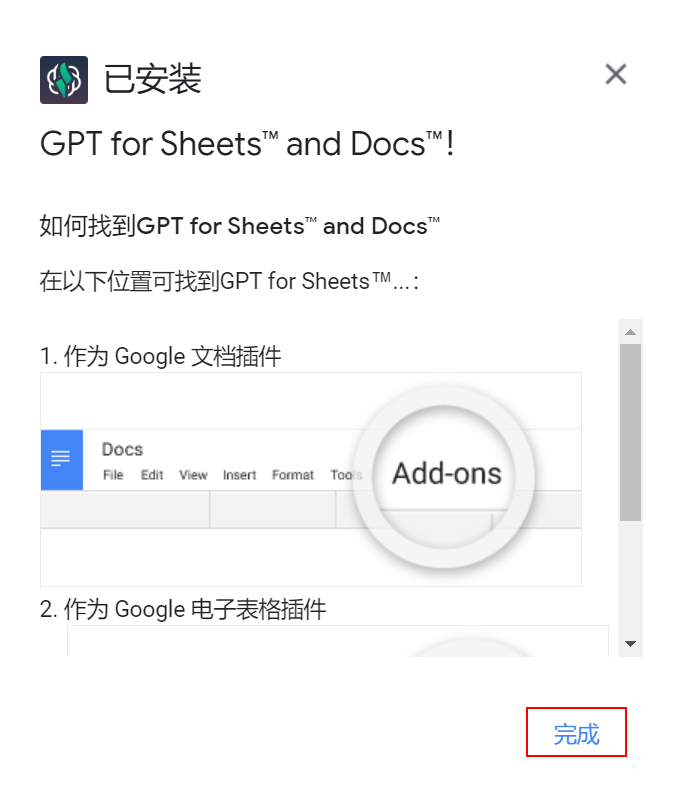 已安装
GPT for Sheets™ and Docs™!
如何找到GPT for Sheets™ and Docs™
在以下位置可找到GPT for Sheets™...：
1. 作为 Google 文档插件
Docs
File Edit View Insert Format Tools
Add-ons
2. 作为 Google 电子表格插件
完成